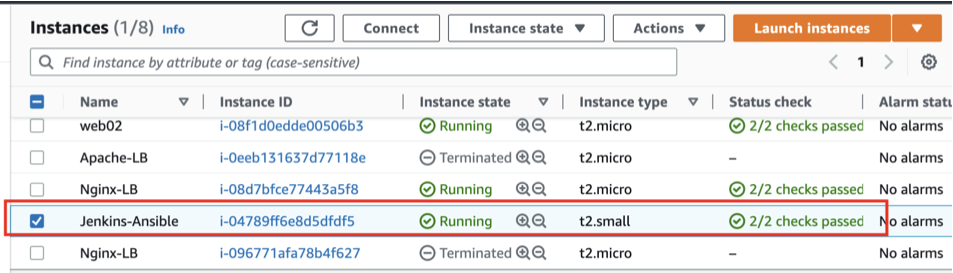 Instances (1/8) Info Connect Instance state Actions Launch instances
Find instance by attribute or tag (case-sensitive) 1
Name Instance ID Instance state Instance type Status check Alarm statu
web02 i-08f1d0edde00506b3 Running t2.micro 2/2 checks passed No alarms
Apache-LB i-0eeb131637d77118e Terminated t2.micro – No alarms
Nginx-LB i-08d7bfce77443a5f8 Running t2.micro 2/2 checks passed No alarms
Jenkins-Ansible i-04789ff6e8d5dfdf5 Running t2.small 2/2 checks passed No alarms
Nginx-LB i-096771afa78b4f627 Terminated t2.micro – No alarms